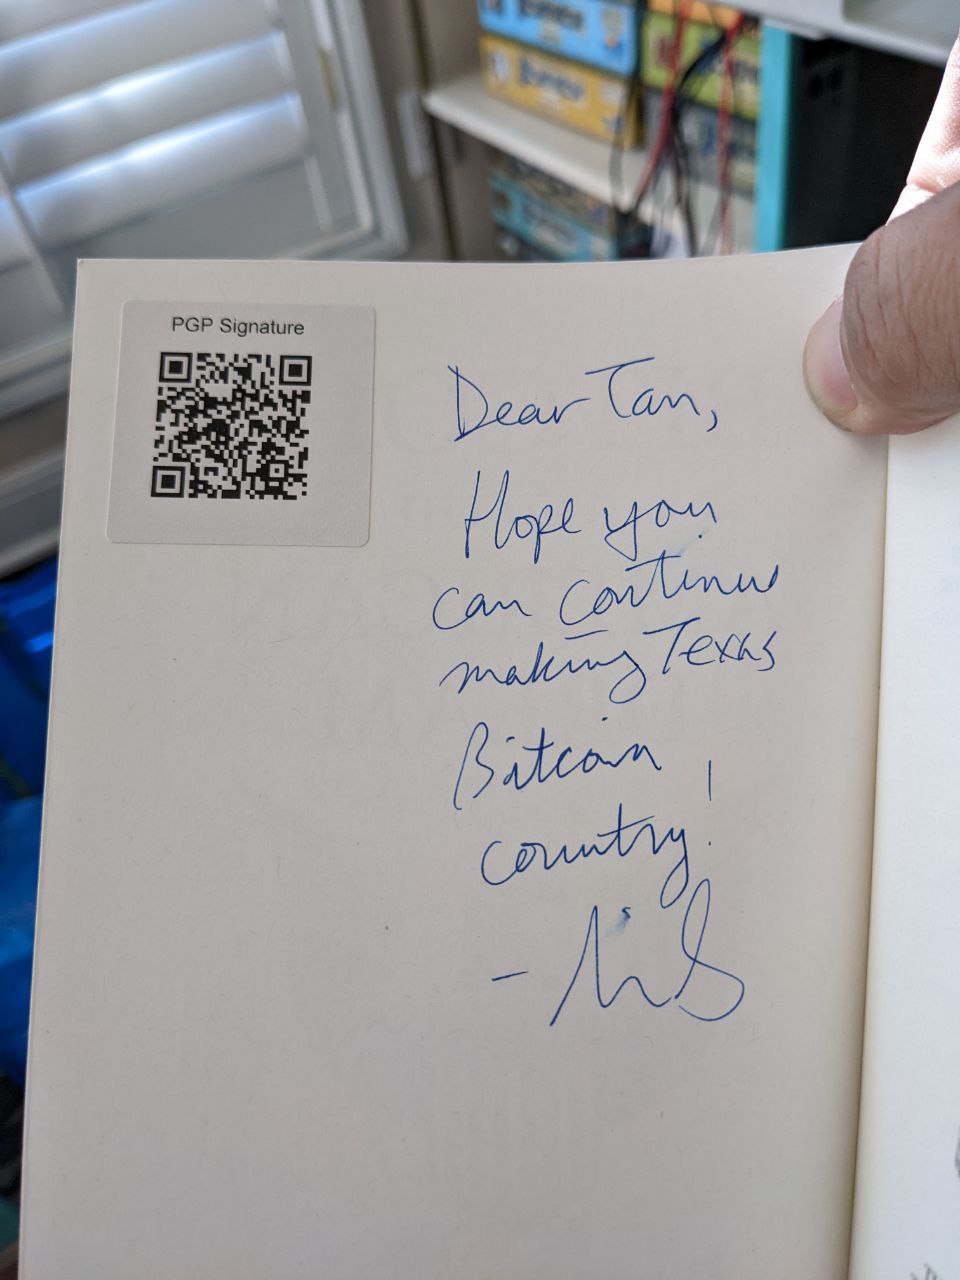 PGP Signature
Dear Tan,
Hope you
can continue
making Texas
Bitcoin
country!